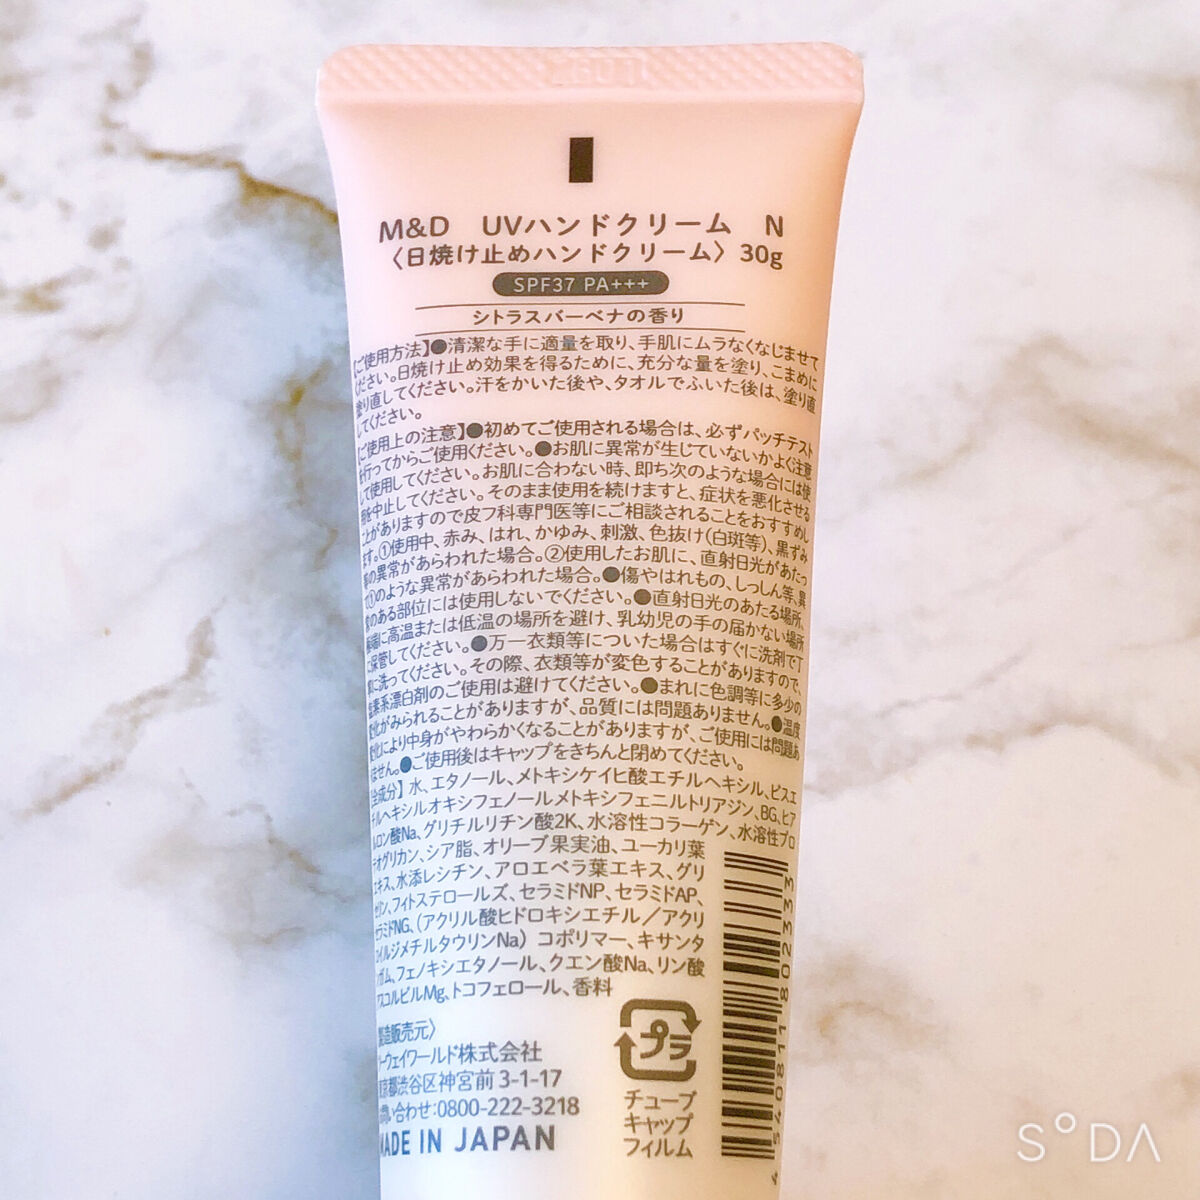 M&D UVハンドクリーム N
〈日焼け止めハンドクリーム〉30g
SPF37 PA+++
シトラスバーベナの香り
ご使用方法】●清潔な手に適量を取り、手肌にムラなくなじませて
ください。日焼け止め効果を得るために、充分な量を塗り、こまめに
塗り直してください。汗をかいた後や、タオルでふいた後は、塗り直
してください。
ご使用上の注意】●初めてご使用される場合は、必ずパッチテスト
を行ってからご使用ください。●お肌に異常が生じていないかよく注意
して使用してください。お肌に合わない時、即ち次のような場合には使
用を中止してください。そのまま使用を続けますと、症状を悪化させる
ことがありますので皮フ科専門医等にご相談されることをおすすめし
ます。①使用中、赤み、はれ、かゆみ、刺激、色抜け(白斑等)、黒ずみ
等の異常があらわれた場合。②使用したお肌に、直射日光があたっ
て①のような異常があらわれた場合。●傷やはれもの、しっしん等、異
常のある部位には使用しないでください。●直射日光のあたる場所、
極端に高温または低温の場所を避け、乳幼児の手の届かない場所
に保管してください。●万一衣類等についた場合はすぐに洗剤で丁
寧に洗ってください。その際、衣類等が変色することがありますので、
塩素系漂白剤のご使用は避けてください。●まれに色調等に多少の
変化がみられることがありますが、品質には問題ありません。●温度
変化により中身がやわらかくなることがありますが、ご使用には問題あ
りません。●ご使用後はキャップをきちんと閉めてください。
【全成分】水、エタノール、メトキシケイヒ酸エチルヘキシル、ビスエ
チルヘキシルオキシフェノールメトキシフェニルトリアジン、BG、ヒア
ルロン酸Na、グリチルリチン酸2K、水溶性コラーゲン、水溶性プロ
テオグリカン、シア脂、オリーブ果実油、ユーカリ葉
エキス、水添レシチン、アロエベラ葉エキス、グリ
セリン、フィトステロールズ、セラミドNP、セラミドAP、
セラミドNG、(アクリル酸ヒドロキシエチル/アクリ
ロイルジメチルタウリンNa)コポリマー、キサンタ
ンガム、フェノキシエタノール、クエン酸Na、リン酸
アスコルビルMg、トコフェロール、香料
製造販売元〉
ーウェイワールド株式会社
東京都渋谷区神宮前3-1-17
お問い合わせ:0800-222-3218
MADE IN JAPAN
プラ
チューブ
キャップ
フィルム
4 540811 802333
SODA